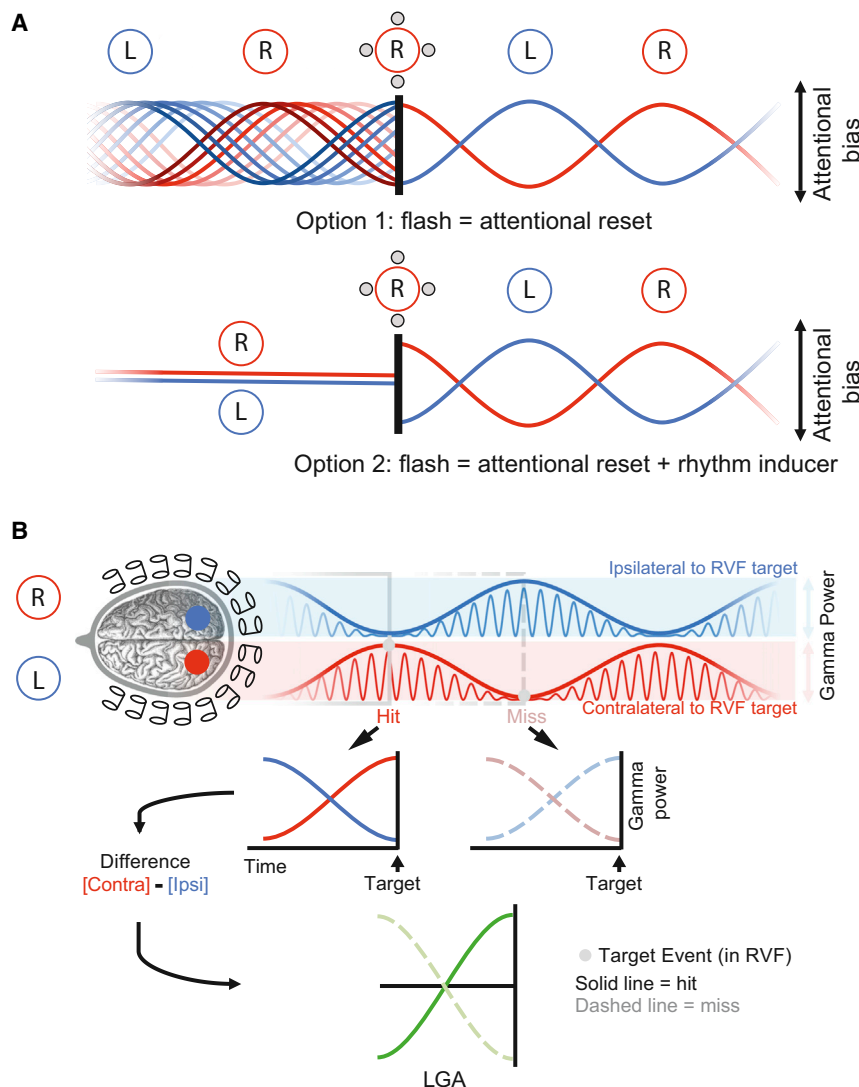 A
L
R
R
L
R
Attentional
bias
Option 1: flash = attentional reset
R
L
R
R
L
Attentional
bias
Option 2: flash = attentional reset + rhythm inducer
B
R
L
Ipsilateral to RVF target
Contralateral to RVF target
Gamma Power
Hit
Miss
Gamma
power
Time
Target
Target
Difference
[Contra] - [Ipsi]
Target Event (in RVF)
Solid line = hit
Dashed line = miss
LGA